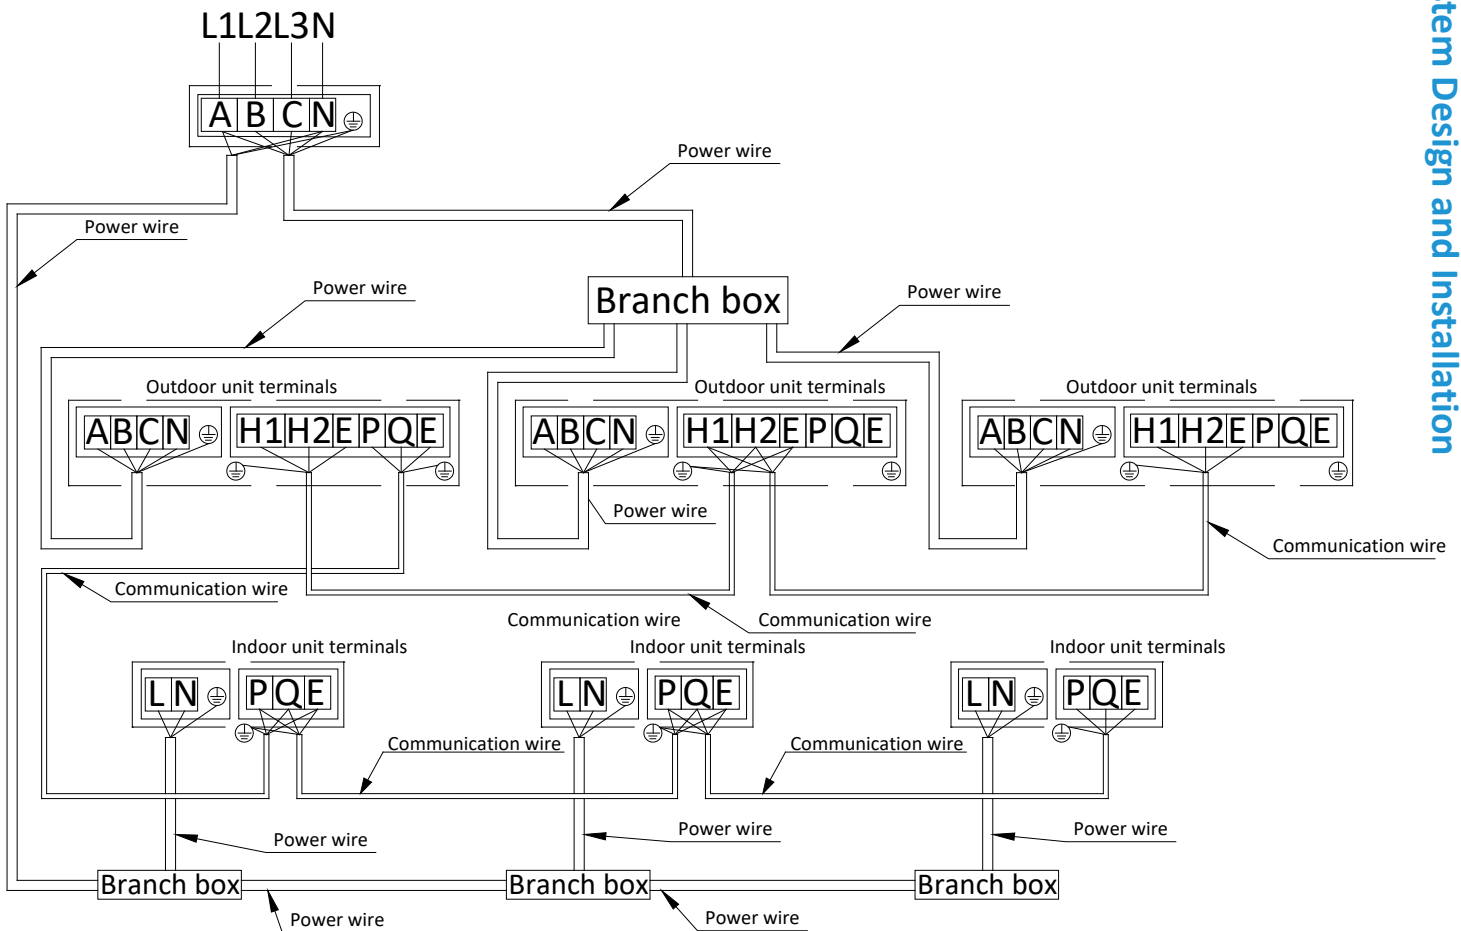 L1L2L3N
A B C N
Power wire
Power wire
Power wire
Branch box
Power wire
Outdoor unit terminals
Outdoor unit terminals
Outdoor unit terminals
ABCN
H1H2EPQE
ABCN
H1H2EPQE
ABCN
H1H2EPQE
Power wire
Communication wire
Communication wire
Communication wire
Communication wire
Indoor unit terminals
Indoor unit terminals
Indoor unit terminals
LN
PQE
LN
PQE
LN
PQE
Communication wire
Communication wire
Power wire
Power wire
Power wire
Branch box
Branch box
Branch box
Power wire
Power wire
Design and Installation